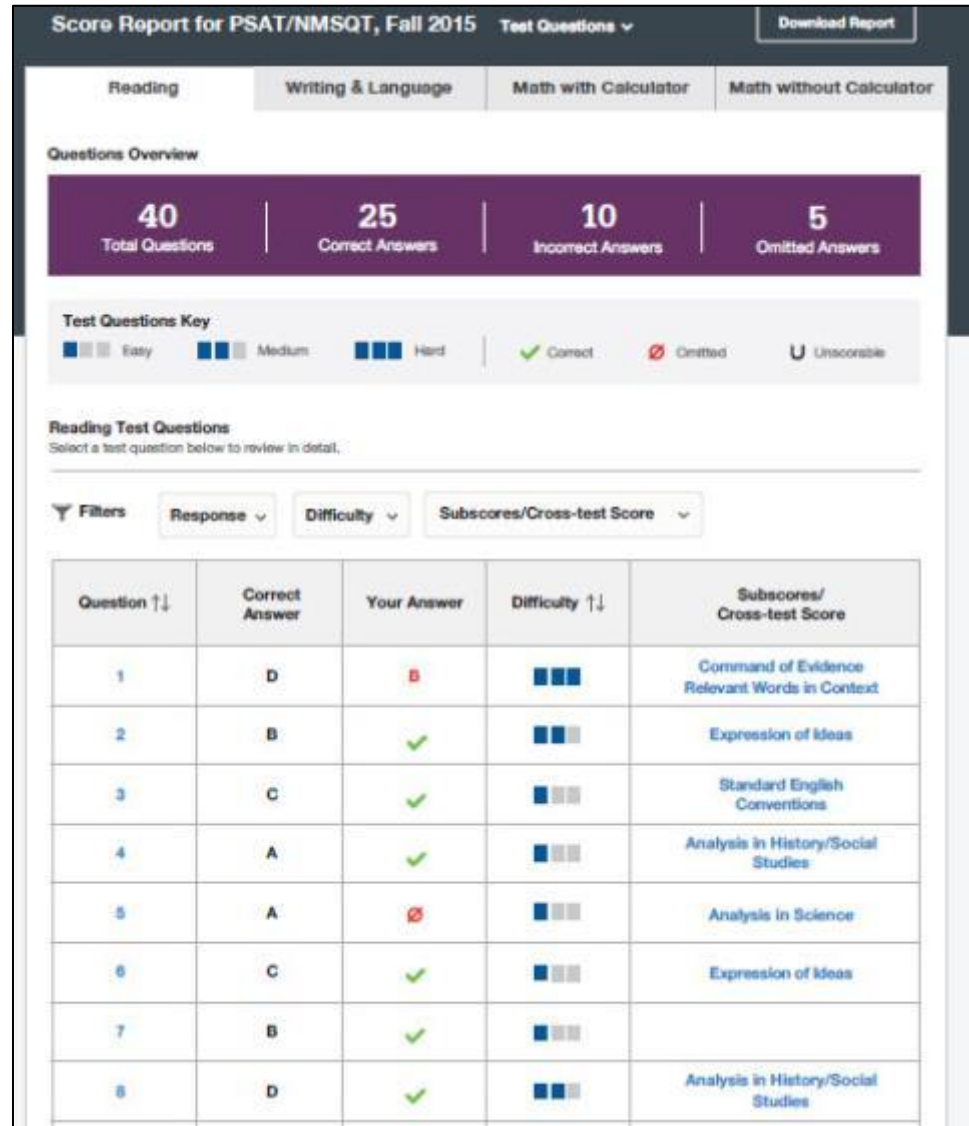 Score Report for PSAT/NMSQT, Fall 2015 Test Questions Download Report
Reading Writing & Language Math with Calculator Math without Calculator
Questions Overview
40 25 10 5
Total Questions Correct Answers Incorrect Answers Omitted Answers
Test Questions Key
Easy Medium Hard Correct Omitted U Unscorable
Reading Test Questions
Select a test question below to review in detail.
Filters Response Difficulty Subscores/Cross-test Score
Question ↑↓ Correct Answer Your Answer Difficulty ↑↓ Subscores/ Cross-test Score
1 D B Command of Evidence
Relevant Words in Context
2 B Expression of Ideas
3 C Standard English
Conventions
4 A Analysis in History/Social
Studies
5 A Analysis in Science
6 C Expression of Ideas
7 B
8 D Analysis in History/Social
Studies